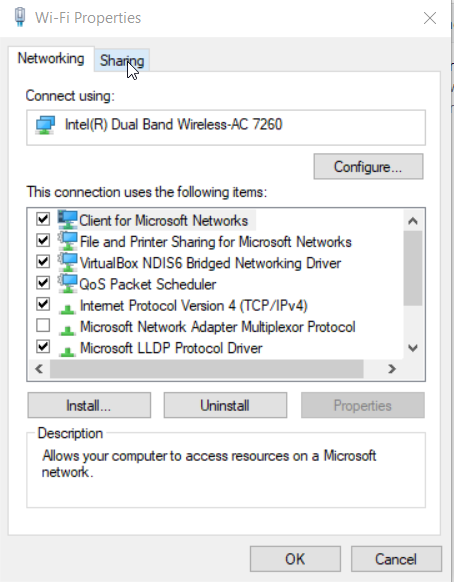 Wi-Fi Properties
Networking
Sharing
Connect using:
Intel(R) Dual Band Wireless-AC 7260
Configure...
This connection uses the following items:
Client for Microsoft Networks
File and Printer Sharing for Microsoft Networks
VirtualBox NDIS6 Bridged Networking Driver
QoS Packet Scheduler
Internet Protocol Version 4 (TCP/IPv4)
Microsoft Network Adapter Multiplexor Protocol
Microsoft LLDP Protocol Driver
Install...
Uninstall
Properties
Description
Allows your computer to access resources on a Microsoft
network.
OK
Cancel